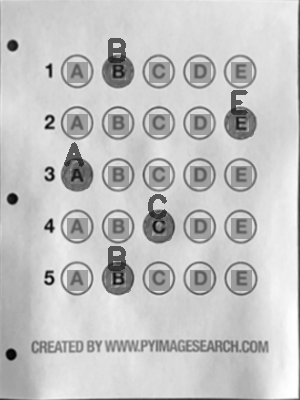 B
1 A B C D E
E
2 A B C D E
A
3 A B C D E
C
4 A B C D E
B
5 A B C D E
CREATED BY WWW.PYIMAGESEARCH.COM